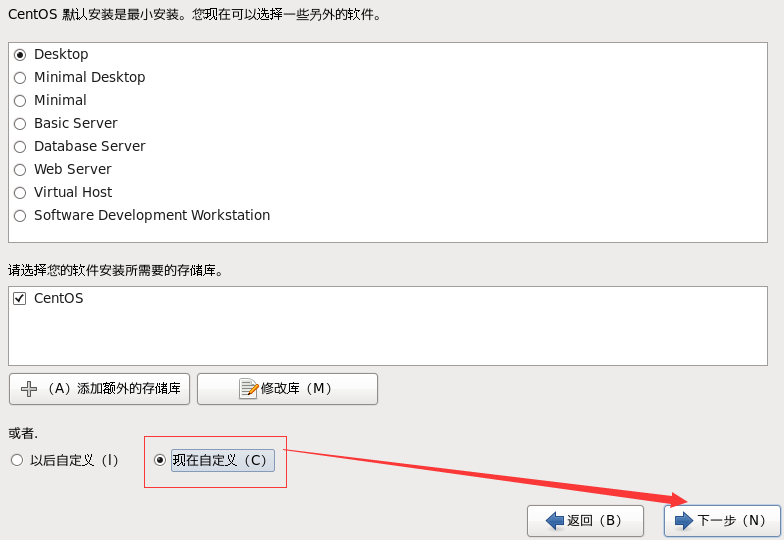 CentOS 默认安装是最小安装。您现在可以选择一些另外的软件。
Desktop
Minimal Desktop
Minimal
Basic Server
Database Server
Web Server
Virtual Host
Software Development Workstation
请选择您的软件安装所需要的存储库。
CentOS
（A）添加额外的存储库 修改库（M）
或者.
以后自定义（l） 现在自定义（C）
返回（B） 下一步（N）